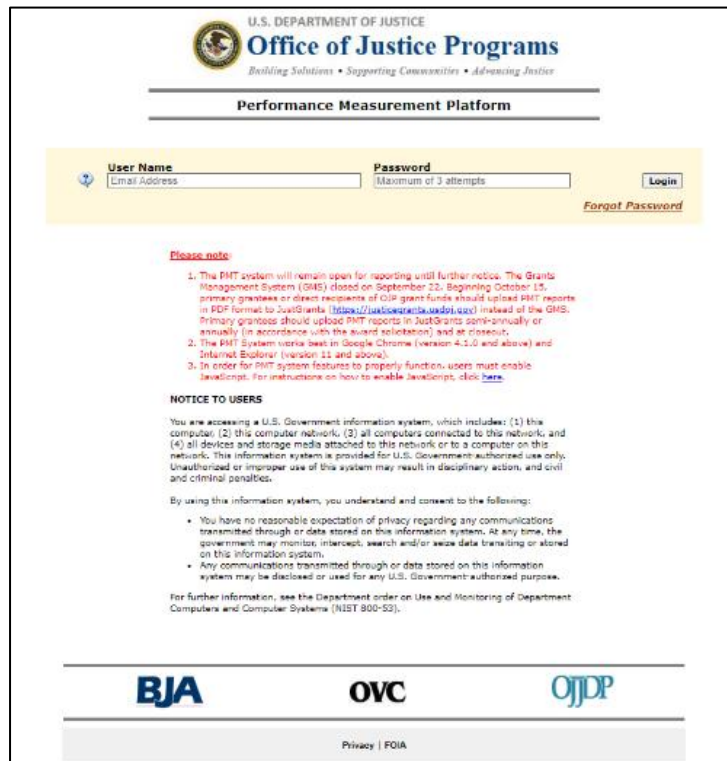 U.S. DEPARTMENT OF JUSTICE
Office of Justice Programs
Building Solutions • Supporting Communities • Advancing Justice
Performance Measurement Platform
User Name
Password
Email Address
Maximum of 3 attempts
Login
Forgot Password
Please note:
1. The PMT system will remain open for reporting until further notice. The Grants
Management System (GMS) closed on September 22. Beginning October 15,
primary grantees or direct recipients of OJP grant funds should upload PMT reports
in PDF format to JustGrants (https://justicegrants.usdoj.gov) instead of the GMS.
Primary grantees should upload PMT reports in JustGrants semi-annually or
annually (in accordance with the award solicitation) and at closeout.
2. The PMT System works best in Google Chrome (version 4.1.0 and above) and
Internet Explorer (version 11 and above).
3. In order for PMT system features to properly function, users must enable
JavaScript. For instructions on how to enable JavaScript, click here.
NOTICE TO USERS
You are accessing a U.S. Government information system, which includes: (1) this
computer, (2) this computer network, (3) all computers connected to this network, and
(4) all devices and storage media attached to this network or to a computer on this
network. This information system is provided for U.S. Government-authorized use only.
Unauthorized or improper use of this system may result in disciplinary action, and civil
and criminal penalties.
By using this information system, you understand and consent to the following:
• You have no reasonable expectation of privacy regarding any communications
transmitted through or data stored on this information system. At any time, the
government may monitor, intercept, search and/or seize data transiting or stored
on this information system.
• Any communications transmitted through or data stored on this information
system may be disclosed or used for any U.S. Government-authorized purpose.
For further information, see the Department order on Use and Monitoring of Department
Computers and Computer Systems (NIST 800-53).
BJA
OVC
OJJDP
Privacy | FOIA